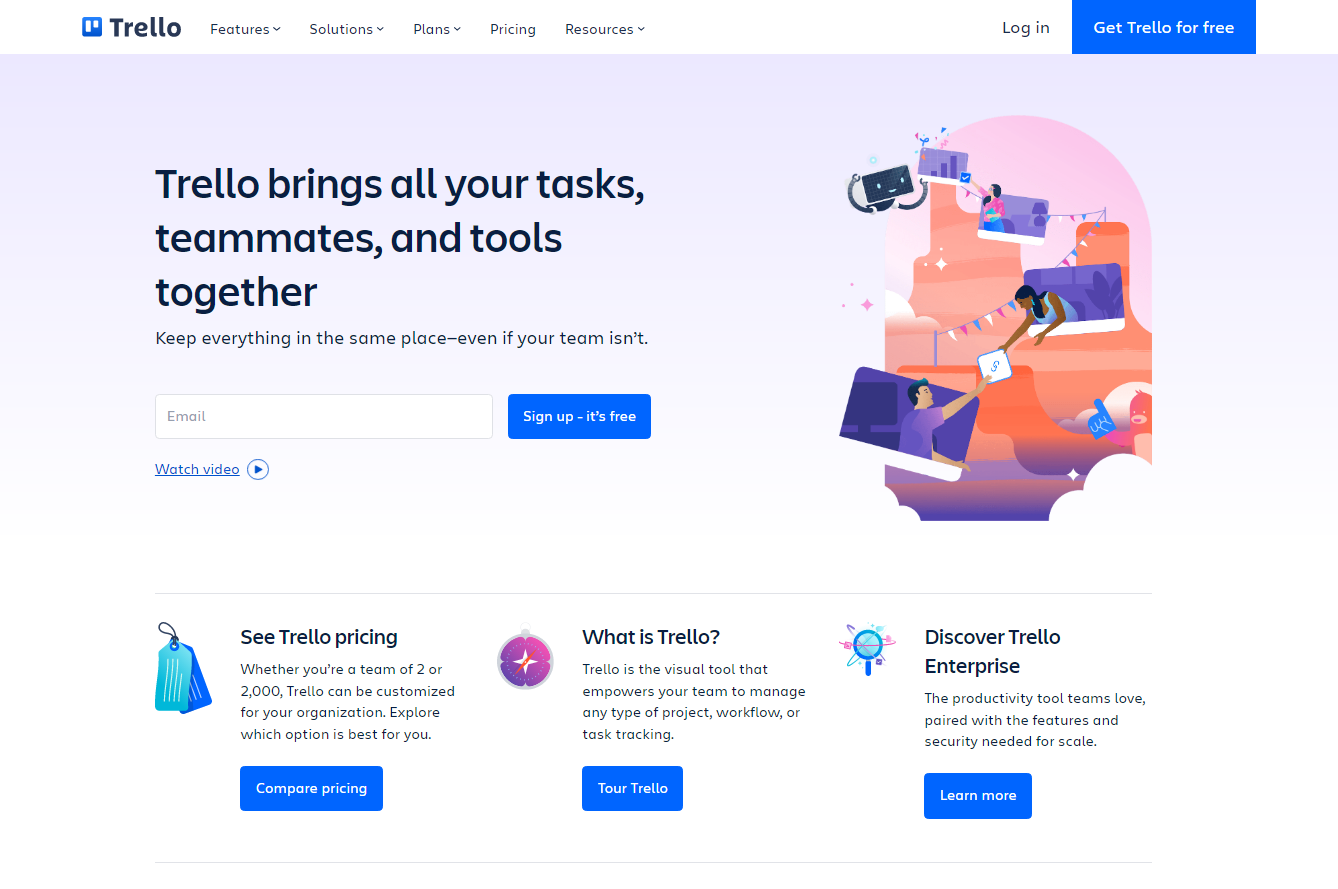 Trello
Features
Solutions
Plans
Pricing
Resources
Log in
Get Trello for free
Trello brings all your tasks,
teammates, and tools
together
Keep everything in the same place—even if your team isn’t.
Email
Sign up - it’s free
Watch video
See Trello pricing
Whether you’re a team of 2 or
2,000, Trello can be customized
for your organization. Explore
which option is best for you.
Compare pricing
What is Trello?
Trello is the visual tool that
empowers your team to manage
any type of project, workflow, or
task tracking.
Tour Trello
Discover Trello
Enterprise
The productivity tool teams love,
paired with the features and
security needed for scale.
Learn more